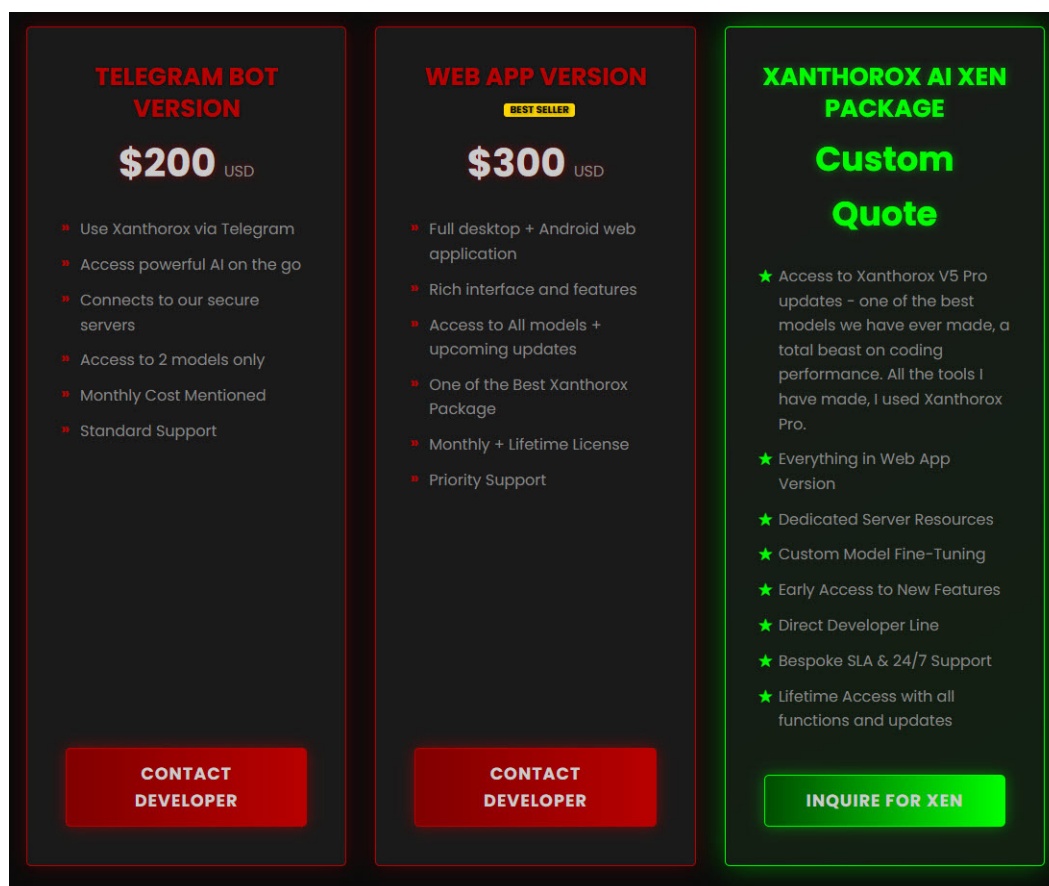 TELEGRAM BOT
VERSION
$200 USD
» Use Xanthorox via Telegram
» Access powerful AI on the go
» Connects to our secure
servers
» Access to 2 models only
» Monthly Cost Mentioned
» Standard Support
CONTACT
DEVELOPER
WEB APP VERSION
BEST SELLER
$300 USD
» Full desktop + Android web
application
» Rich interface and features
» Access to All models +
upcoming updates
» One of the Best Xanthorox
Package
» Monthly + Lifetime License
» Priority Support
CONTACT
DEVELOPER
XANTHOROX AI XEN
PACKAGE
Custom
Quote
★ Access to Xanthorox V5 Pro
updates - one of the best
models we have ever made, a
total beast on coding
performance. All the tools I
have made, I used Xanthorox
Pro.
★ Everything in Web App
Version
★ Dedicated Server Resources
★ Custom Model Fine-Tuning
★ Early Access to New Features
★ Direct Developer Line
★ Bespoke SLA & 24/7 Support
★ Lifetime Access with all
functions and updates
INQUIRE FOR XEN